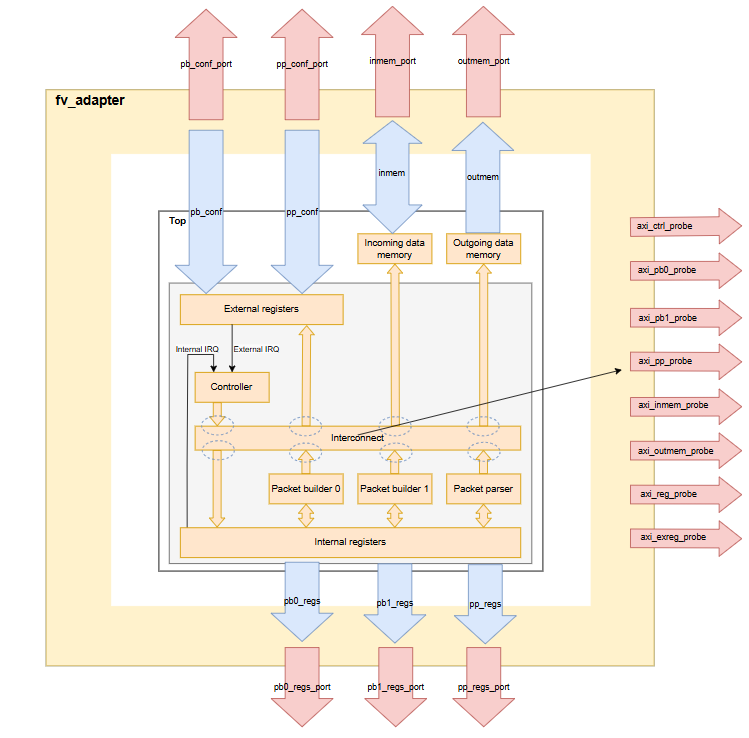 pb_conf_port
pp_conf_port
inmem_port
outmem_port
fv_adapter
inmem
outmem
pb_conf
pp_conf
Top
Incoming data
memory
Outgoing data
memory
axi_ctrl_probe
axi_pb0_probe
axi_pb1_probe
axi_pp_probe
axi_inmem_probe
axi_outmem_probe
axi_reg_probe
axi_exreg_probe
External registers
Internal IRQ
External IRQ
Controller
Interconnect
Packet builder 0
Packet builder 1
Packet parser
Internal registers
pb0_regs
pb1_regs
pp_regs
pb0_regs_port
pb1_regs_port
pp_regs_port